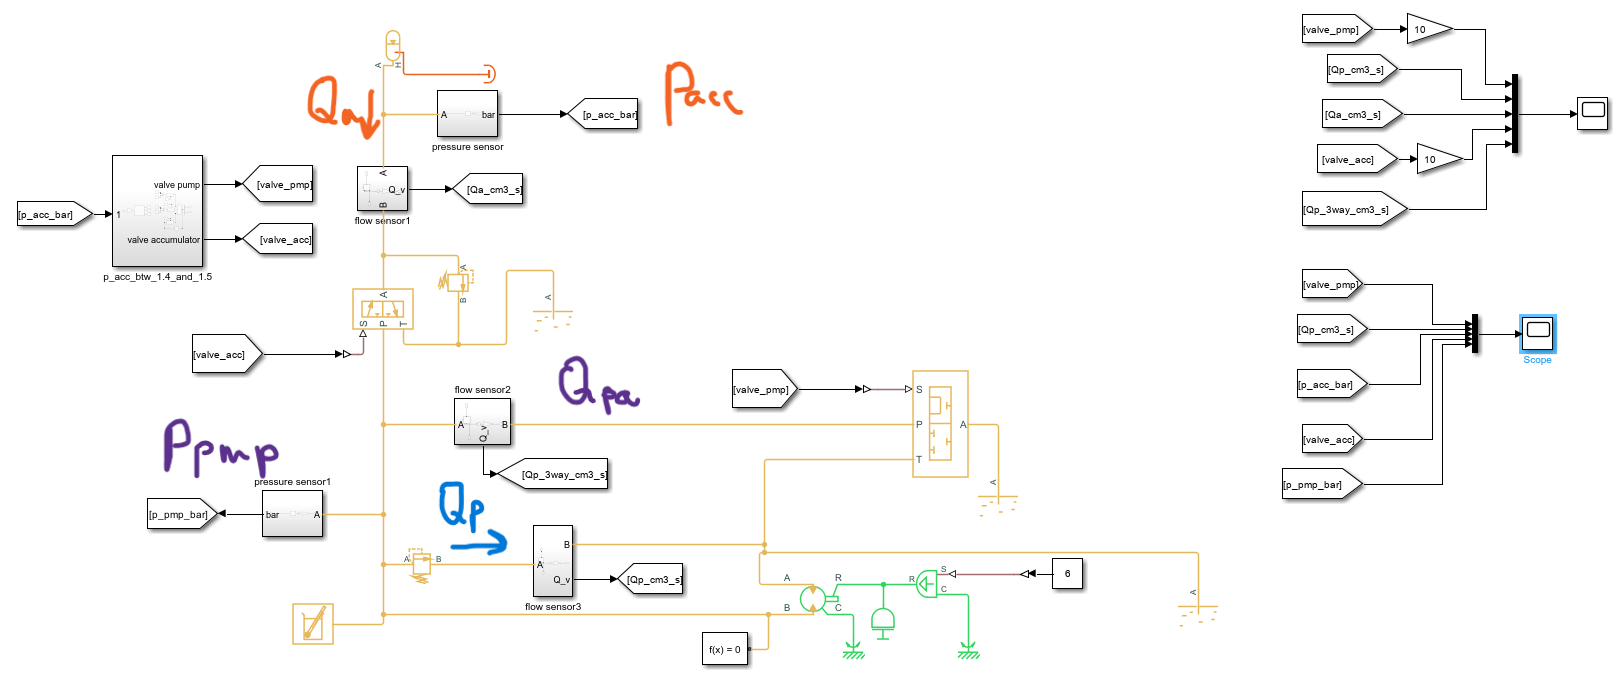 [valve_pmp]
10
[Qp_cm3_s]
[Qa_cm3_s]
[valve_acc]
10
[Qp_3way_cm3_s]
A
H
Qa
Pacc
A
bar
pressure sensor
[p_acc_bar]
A
B
Q_v
flow sensor1
[Qa_cm3_s]
[p_acc_bar]
1
valve pump
valve accumulator
p_acc_btw_1.4_and_1.5
[valve_pmp]
[valve_acc]
A
B
A
A
S
P
T
[valve_acc]
[valve_pmp]
[Qp_cm3_s]
[p_acc_bar]
[valve_acc]
[p_pmp_bar]
Scope
flow sensor2
A
B
Q_v
Qpa
[Qp_3way_cm3_s]
[valve_pmp]
S
P
T
A
A
Ppmp
pressure sensor1
[p_pmp_bar]
bar
A
Qp
A
B
B
A
Q_v
flow sensor3
[Qp_cm3_s]
A
B
R
C
R
S
C
6
A
f(x) = 0